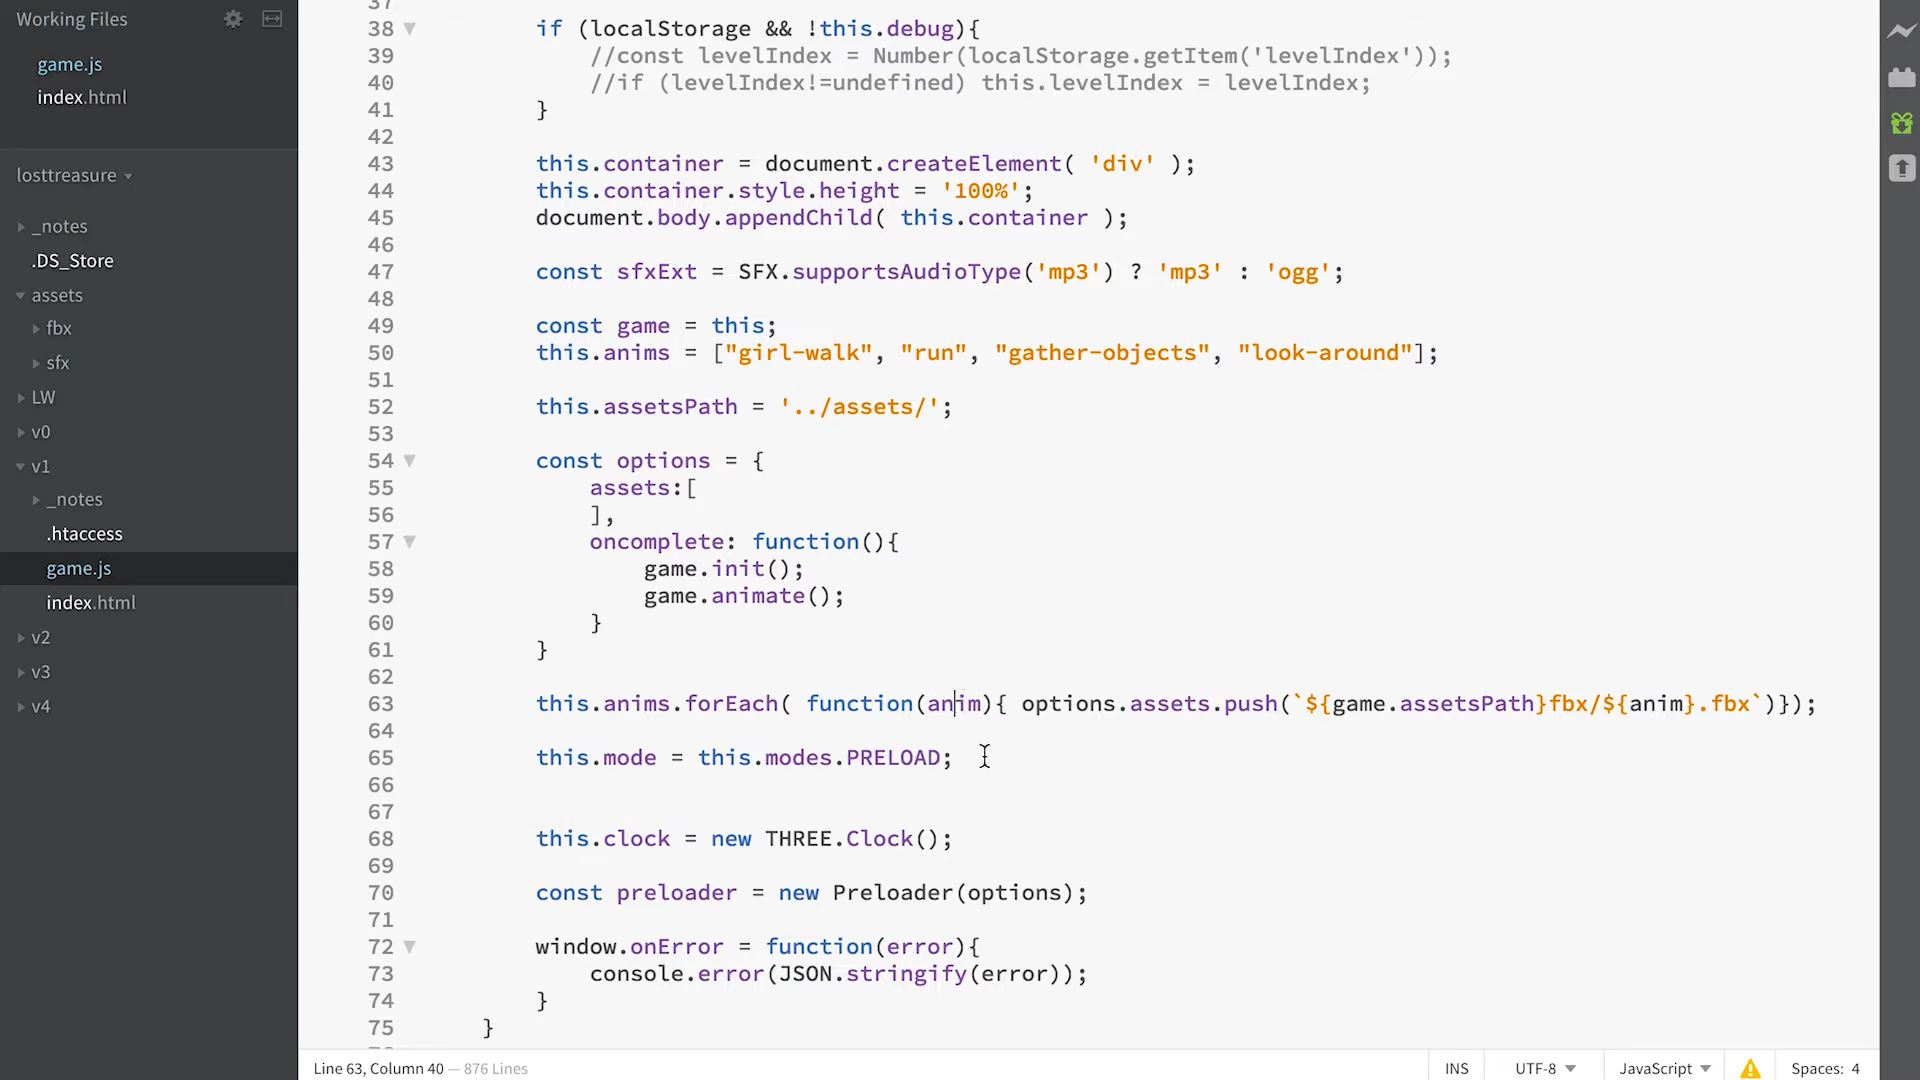 Working Files
game.js
index.html
losttreasure
_notes
.DS_Store
assets
fbx
sfx
LW
v0
v1
_notes
.htaccess
game.js
index.html
v2
v3
v4
37
38 if (localStorage && !this.debug){
39 //const levelIndex = Number(localStorage.getItem('levelIndex'));
40 //if (levelIndex!=undefined) this.levelIndex = levelIndex;
41 }
42
43 this.container = document.createElement( 'div' );
44 this.container.style.height = '100%';
45 document.body.appendChild( this.container );
46
47 const sfxExt = SFX.supportsAudioType('mp3') ? 'mp3' : 'ogg';
48
49 const game = this;
50 this.anims = ["girl-walk", "run", "gather-objects", "look-around"];
51
52 this.assetsPath = '../assets/';
53
54 const options = {
55 assets:[
56 ],
57 oncomplete: function(){
58 game.init();
59 game.animate();
60 }
61 }
62
63 this.anims.forEach( function(anim){ options.assets.push(`${game.assetsPath}fbx/${anim}.fbx`)});
64
65 this.mode = this.modes.PRELOAD;
66
67
68 this.clock = new THREE.Clock();
69
70 const preloader = new Preloader(options);
71
72 window.onError = function(error){
73 console.error(JSON.stringify(error));
74 }
75 }
Line 63, Column 40 — 876 Lines
INS
UTF-8
JavaScript
Spaces: 4